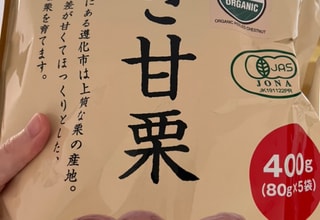 ご甘栗
にある遵化市は上質な栗の産地。
差が甘くてほっくりとした、
栗を育てます。
ORGANIC
JAS
JONA
JK191122PR
400g
(80g×5袋)